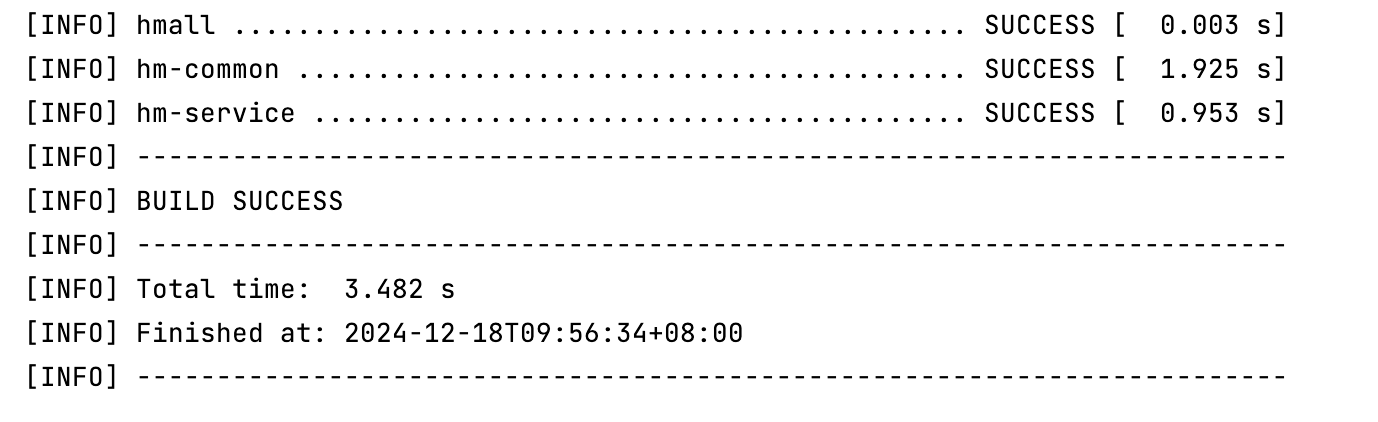 [INFO] hmall .............................................. SUCCESS [  0.003 s]
[INFO] hm-common .......................................... SUCCESS [  1.925 s]
[INFO] hm-service ......................................... SUCCESS [  0.953 s]
[INFO] ------------------------------------------------------------------------
[INFO] BUILD SUCCESS
[INFO] ------------------------------------------------------------------------
[INFO] Total time:  3.482 s
[INFO] Finished at: 2024-12-18T09:56:34+08:00
[INFO] ------------------------------------------------------------------------